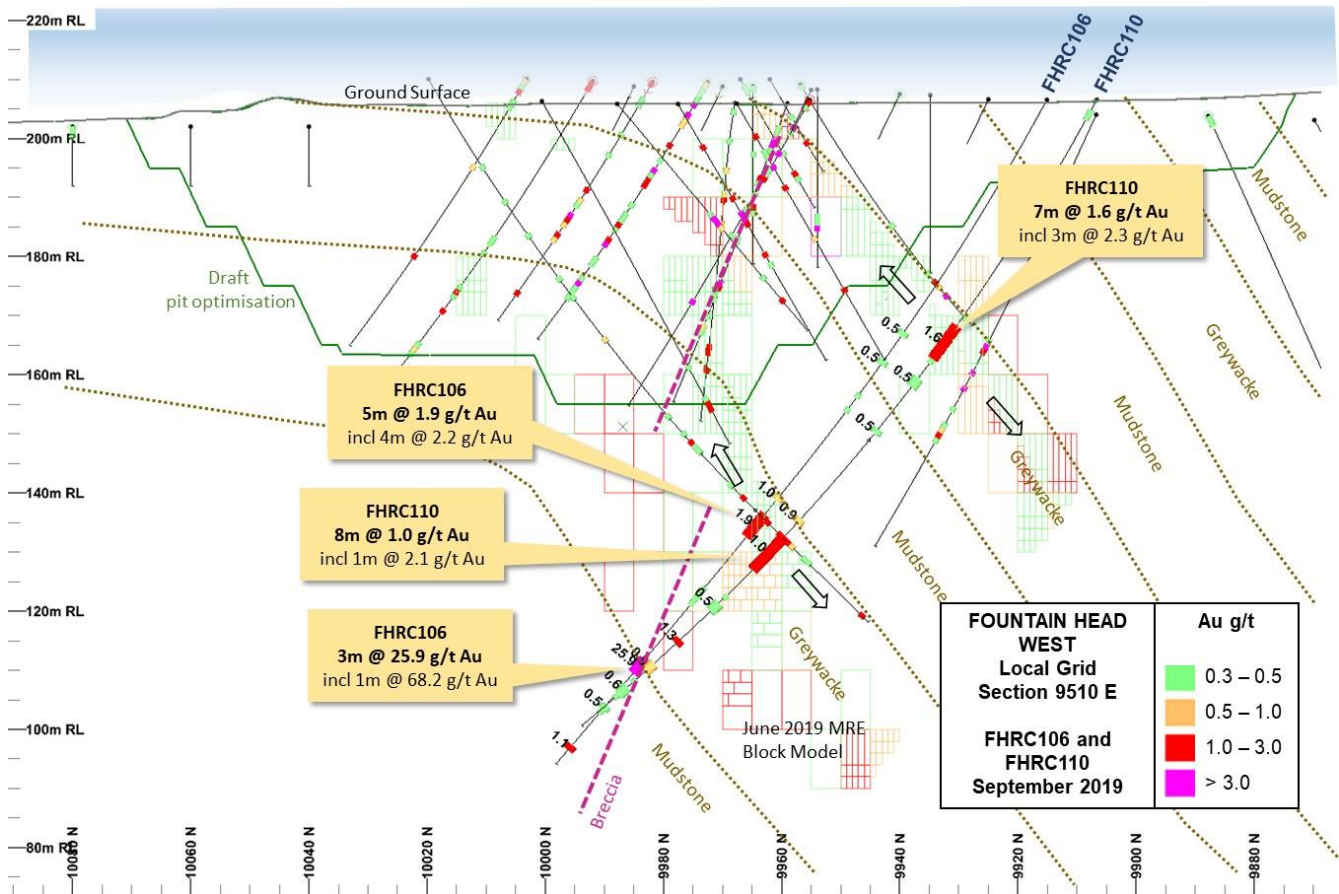 220m RL
200m RL
180m RL
160m RL
140m RL
120m RL
100m RL
80m RL
Ground Surface
FHRC106
FHRC110
Draft
pit optimisation
FHRC110
7m @ 1.6 g/t Au
incl 3m @ 2.3 g/t Au
FHRC106
5m @ 1.9 g/t Au
incl 4m @ 2.2 g/t Au
FHRC110
8m @ 1.0 g/t Au
incl 1m @ 2.1 g/t Au
FHRC106
3m @ 25.9 g/t Au
incl 1m @ 68.2 g/t Au
Mudstone
Greywacke
Mudstone
Greywacke
Mudstone
Greywacke
Mudstone
Breccia
0.5
1.6
0.5
0.5
0.5
1.0
0.9
1.9
1.0
0.5
1.3
25.9
0.6
0.5
1.1
June 2019 MRE
Block Model
FOUNTAIN HEAD
WEST
Local Grid
Section 9510 E
FHRC106 and
FHRC110
September 2019
Au g/t
0.3 – 0.5
0.5 – 1.0
1.0 – 3.0
> 3.0
10080 N
10060 N
10040 N
10020 N
10000 N
9980 N
9960 N
9940 N
9920 N
9900 N
9880 N